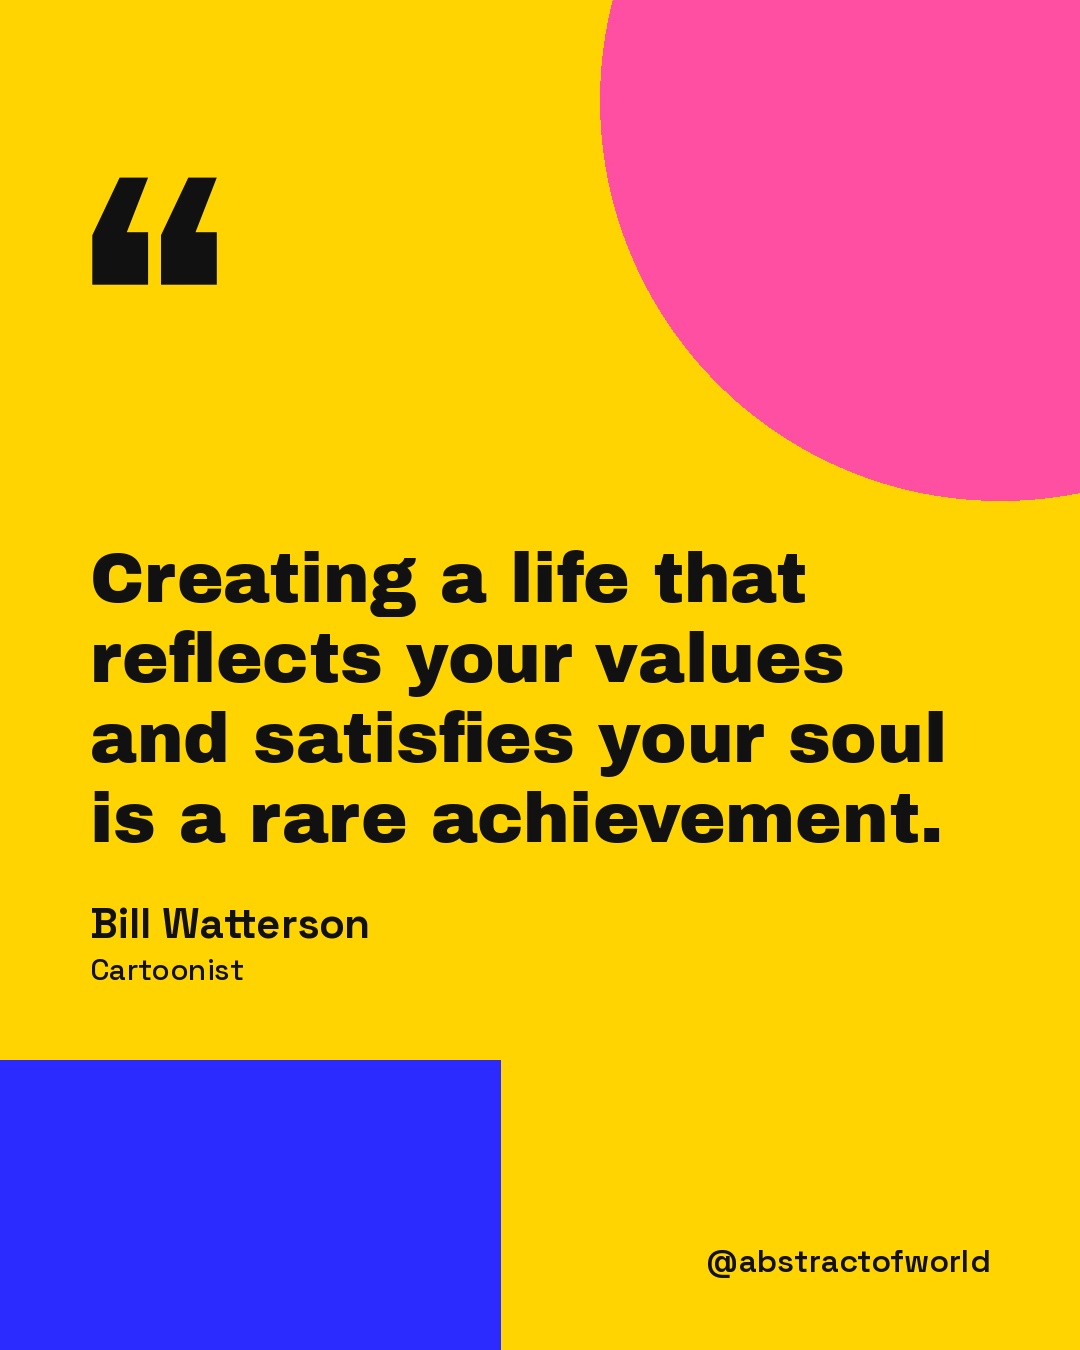 “
Creating a life that
reflects your values
and satisfies your soul
is a rare achievement.
Bill Watterson
Cartoonist
@abstractofworld